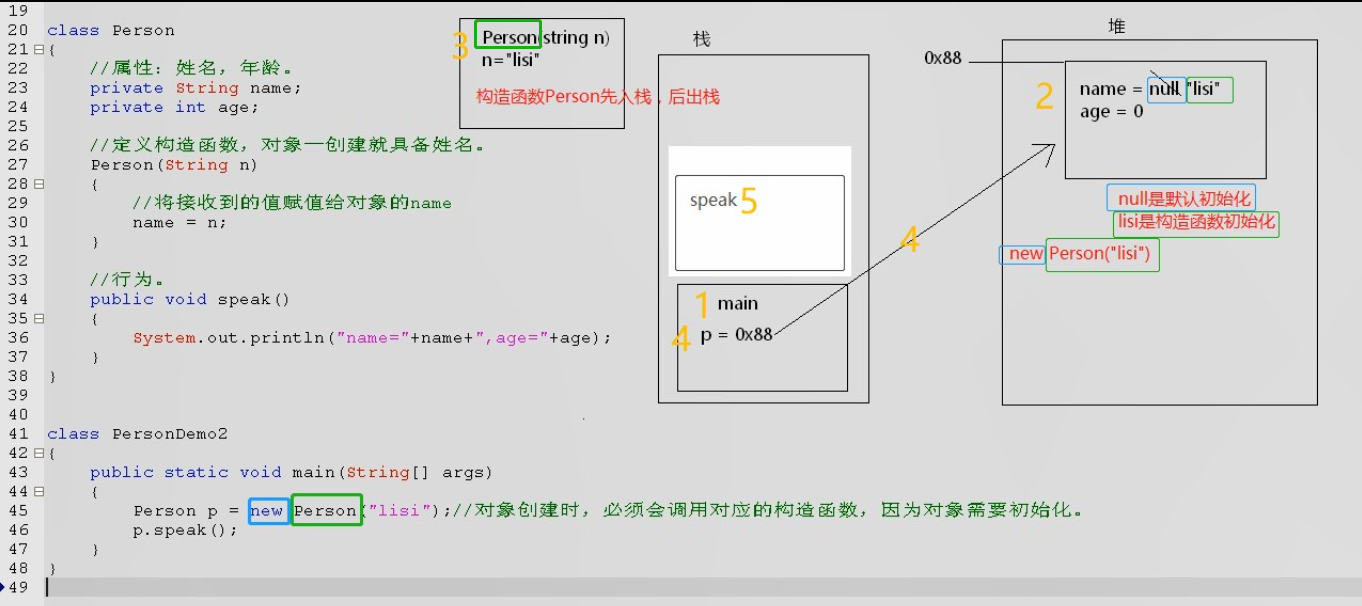 19
20 class Person
21 {
22 //属性：姓名，年龄。
23 private String name;
24 private int age;
25
26 //定义构造函数，对象一创建就具备姓名。
27 Person(String n)
28 {
29 //将接收到的值赋值给对象的name
30 name = n;
31 }
32
33 //行为。
34 public void speak()
35 {
36 System.out.println("name="+name+",age="+age);
37 }
38 }
39
40
41 class PersonDemo2
42 {
43 public static void main(String[] args)
44 {
45 Person p = new Person("lisi");//对象创建时，必须会调用对应的构造函数，因为对象需要初始化。
46 p.speak();
47 }
48 }
49
3 Person(string n)
n="lisi"
构造函数Person先入栈，后出栈
栈
speak 5
1 main
4 p = 0x88
4
堆
0x88
2 name = null "lisi"
age = 0
null是默认初始化
lisi是构造函数初始化
new Person("lisi")